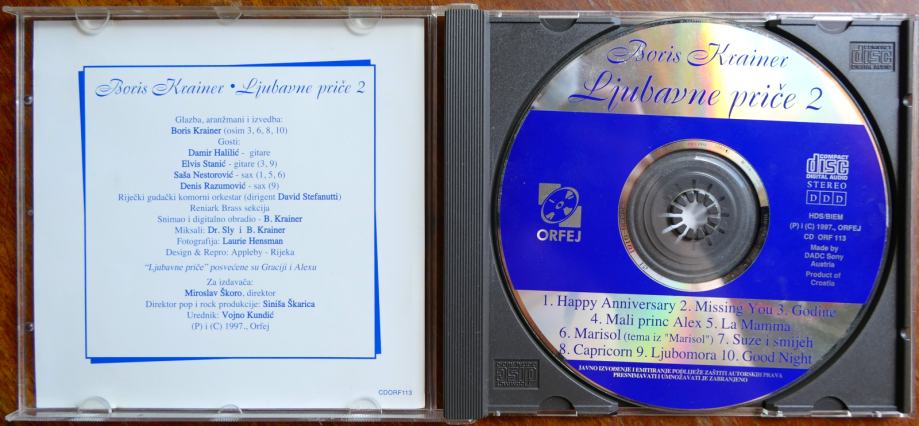 Boris Krainer • Ljubavne priče 2
Glazba, aranžmani i izvedba:
Boris Krainer (osim 3, 6, 8, 10)
Gosti:
Damir Halilić - gitare
Elvis Stanić - gitare (3, 9)
Saša Nestorović - sax (1, 5, 6)
Denis Razumović - sax (9)
Riječki gudački komorni orkestar (dirigent David Stefanutti)
Reniark Brass sekcija
Snimao i digitalno obradio - B. Krainer
Miksali: Dr. Sly i B. Krainer
Fotografija: Laurie Hensman
Design & Repro: Appleby - Rijeka
"Ljubavne priče" posvećene su Graciji i Alexu
Za izdavača:
Miroslav Škoro, direktor
Direktor pop i rock produkcije: Siniša Škarica
Urednik: Vojno Kundić
(P) i (C) 1997., Orfej
CDORF113
Boris Krainer
Ljubavne priče 2
ORFEJ
COMPACT
disc
DIGITAL AUDIO
STEREO
DDD
HDS/BIEM
(P) i (C) 1997., ORFEJ
CD ORF 113
Made by
DADC Sony
Austria
Product of
Croatia
1. Happy Anniversary 2. Missing You 3. Godine
4. Mali princ Alex 5. La Mamma
6. Marisol (tema iz "Marisol") 7. Suze i smijeh
8. Capricorn 9. Ljubomora 10. Good Night
JAVNO IZVOĐENJE I EMITIRANJE PODLIJEŽE ZAŠTITI AUTORSKIH PRAVA
PRESNIMAVATI I UMNOŽAVATI JE ZABRANJENO